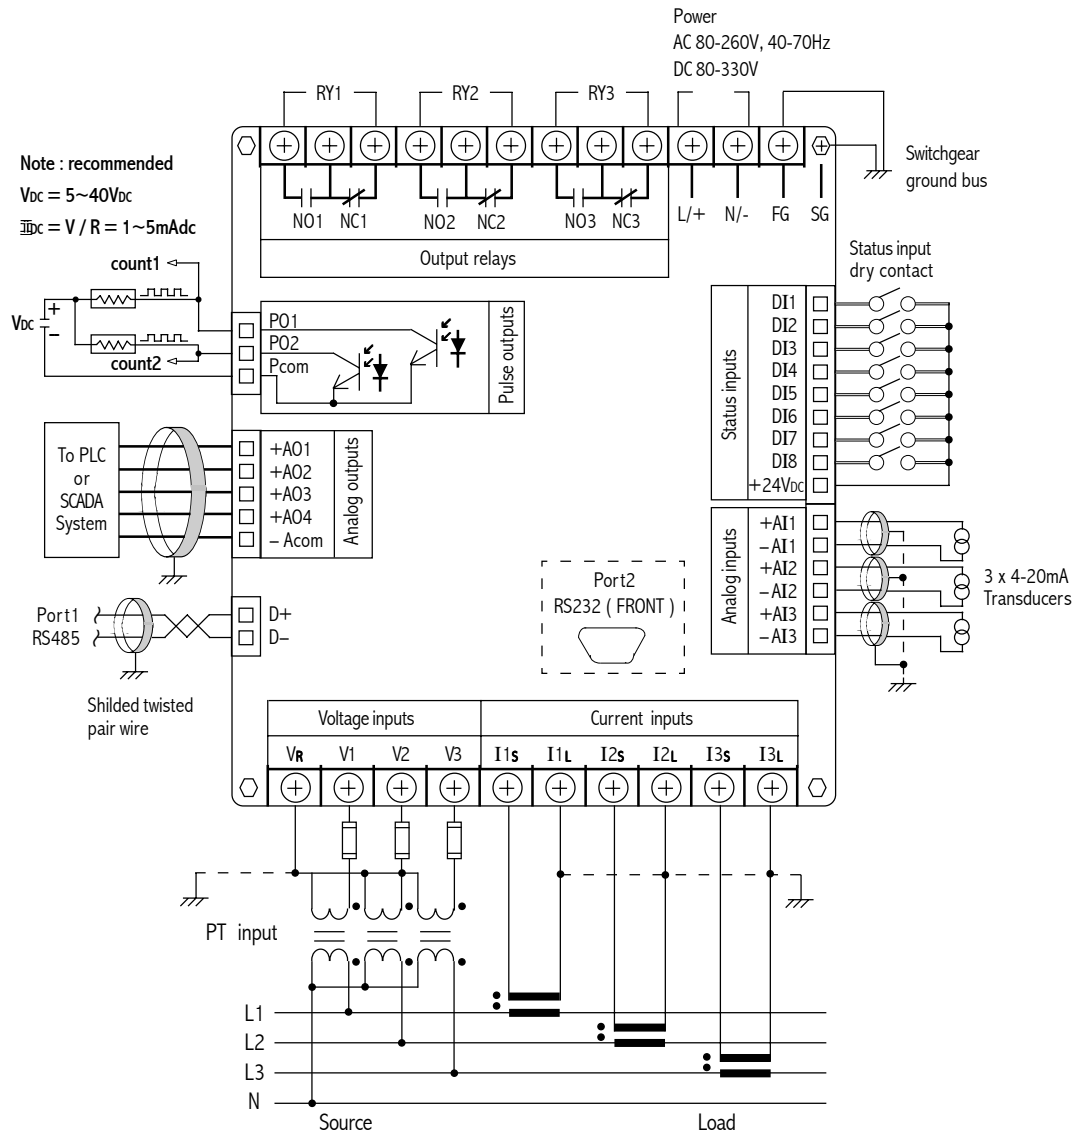 Power
AC 80-260V, 40-70Hz
DC 80-330V
RY1
RY2
RY3
Switchgear
ground bus
Note : recommended
VDC = 5~40VDC
IDC = V / R = 1~5mAdc
NO1
NC1
NO2
NC2
NO3
NC3
L/+
N/-
FG
SG
Output relays
Status input
dry contact
count1
+
VDC
−
count2
PO1
PO2
Pcom
Pulse outputs
DI1
DI2
DI3
DI4
DI5
DI6
DI7
DI8
+24VDC
Status inputs
To PLC
or
SCADA
System
+AO1
+AO2
+AO3
+AO4
− Acom
Analog outputs
+AI1
−AI1
+AI2
−AI2
+AI3
−AI3
Analog inputs
3 x 4-20mA
Transducers
Port2
RS232 ( FRONT )
Port1
RS485
D+
D−
Shilded twisted
pair wire
Voltage inputs
Current inputs
VR
V1
V2
V3
I1S
I1L
I2S
I2L
I3S
I3L
PT input
L1
L2
L3
N
Source
Load